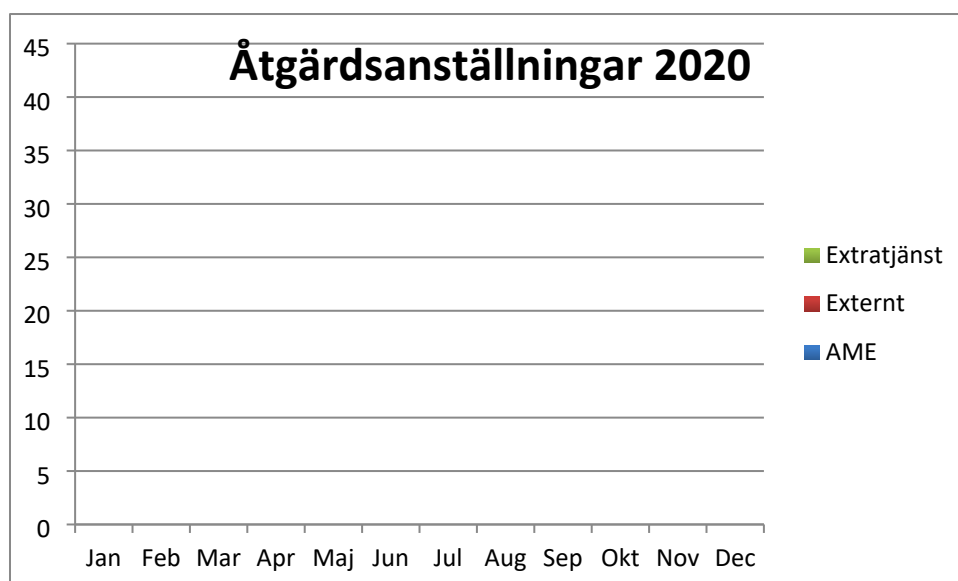 Åtgärdsanställningar 2020
45
40
35
30
25
20
15
10
5
0
Jan Feb Mar Apr Maj Jun Jul Aug Sep Okt Nov Dec
Extratjänst
Externt
AME